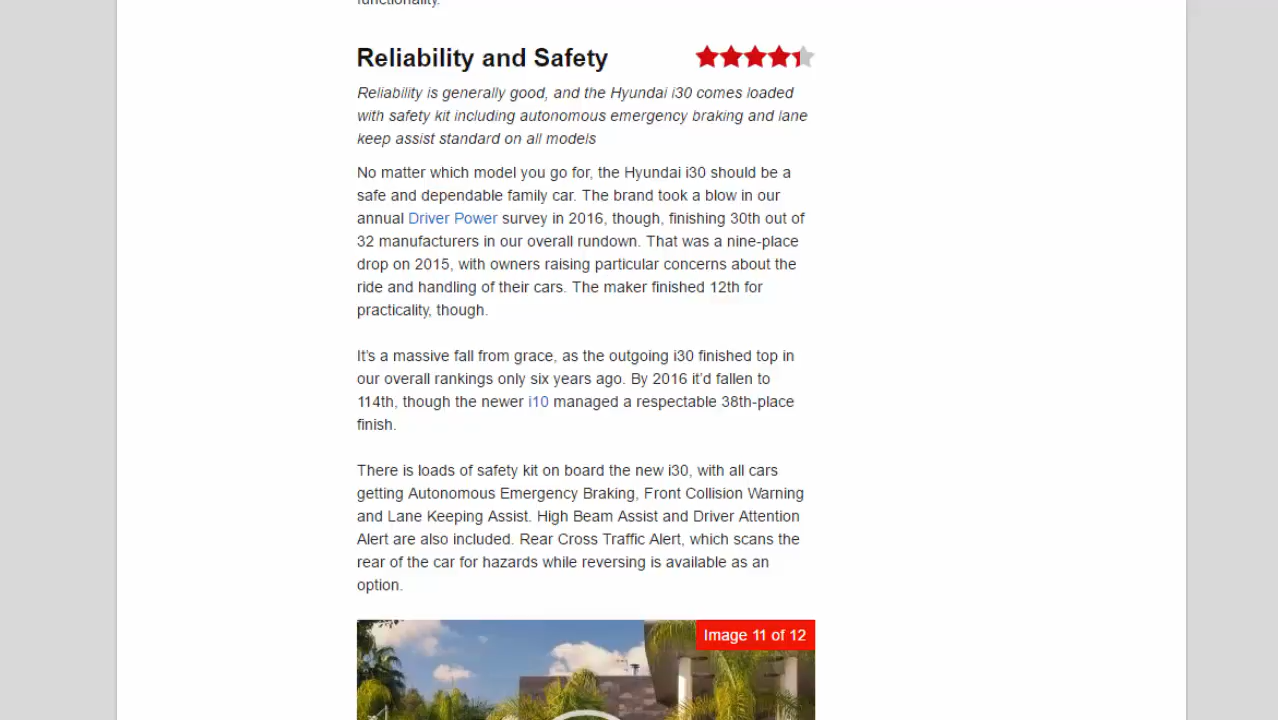 functionality.
Reliability and Safety
Reliability is generally good, and the Hyundai i30 comes loaded
with safety kit including autonomous emergency braking and lane
keep assist standard on all models
No matter which model you go for, the Hyundai i30 should be a
safe and dependable family car. The brand took a blow in our
annual Driver Power survey in 2016, though, finishing 30th out of
32 manufacturers in our overall rundown. That was a nine-place
drop on 2015, with owners raising particular concerns about the
ride and handling of their cars. The maker finished 12th for
practicality, though.
It’s a massive fall from grace, as the outgoing i30 finished top in
our overall rankings only six years ago. By 2016 it’d fallen to
114th, though the newer i10 managed a respectable 38th-place
finish.
There is loads of safety kit on board the new i30, with all cars
getting Autonomous Emergency Braking, Front Collision Warning
and Lane Keeping Assist. High Beam Assist and Driver Attention
Alert are also included. Rear Cross Traffic Alert, which scans the
rear of the car for hazards while reversing is available as an
option.
Image 11 of 12